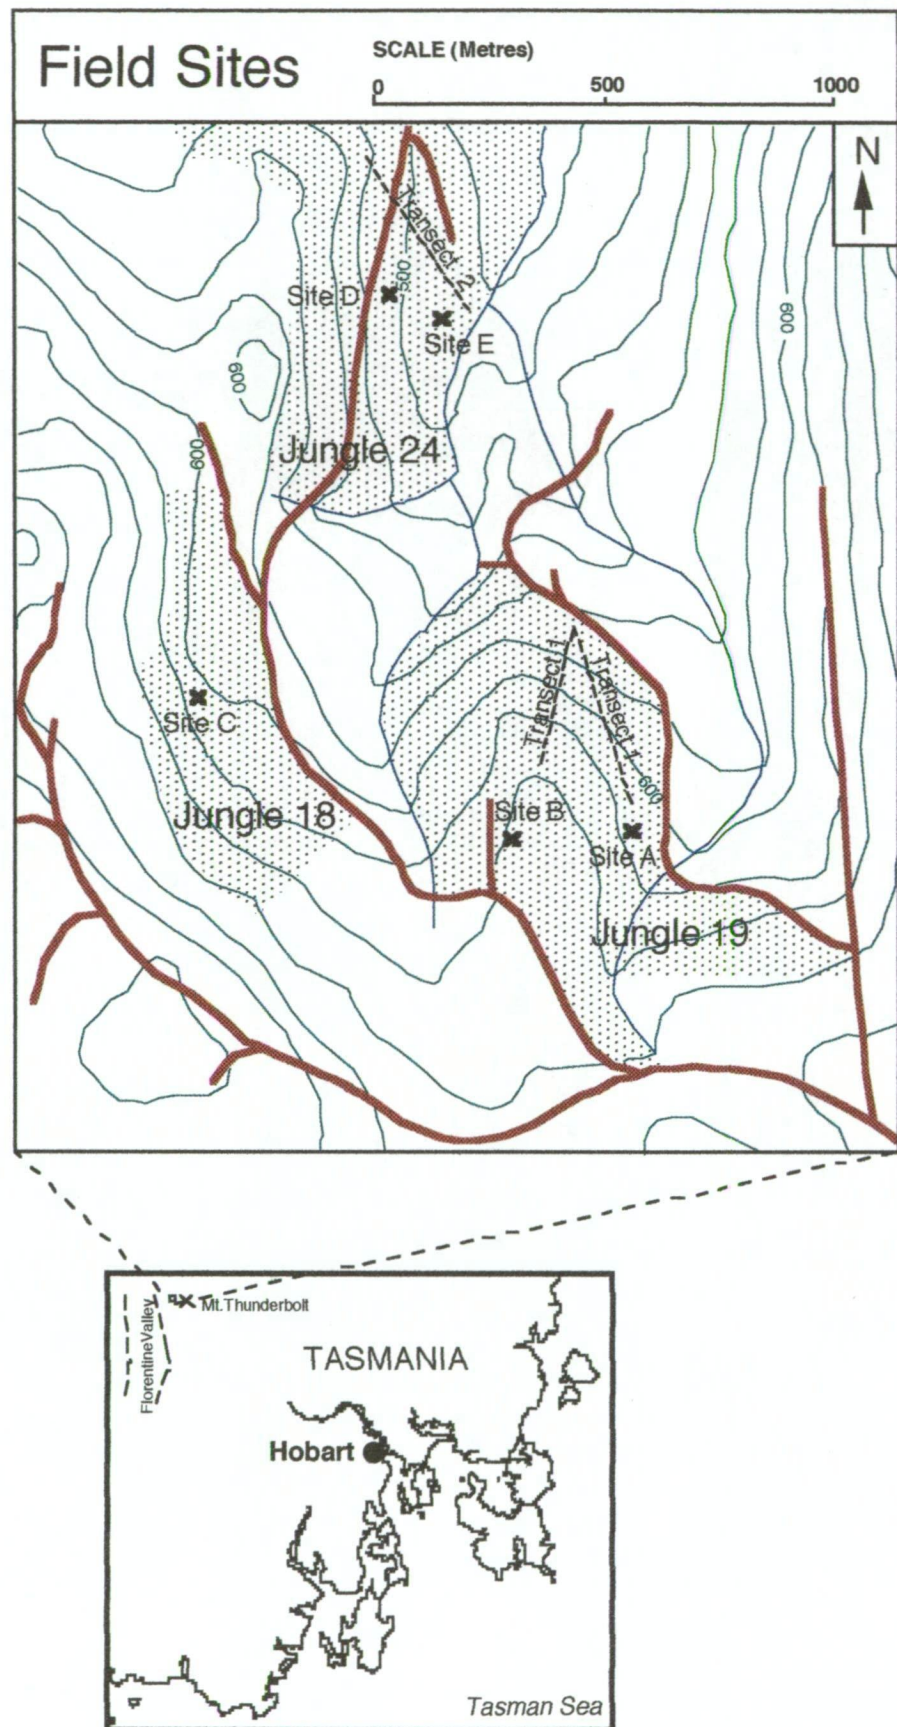 Field Sites
SCALE (Metres)
0 500 1000
N
Transect 2
500
Site D
Site E
600
600
Jungle 24
600
Transect 1
Transect 1
Site C
600
Jungle 18
Site B
Site A
Jungle 19
Mt.Thunderbolt
Florentine Valley
TASMANIA
Hobart
Tasman Sea